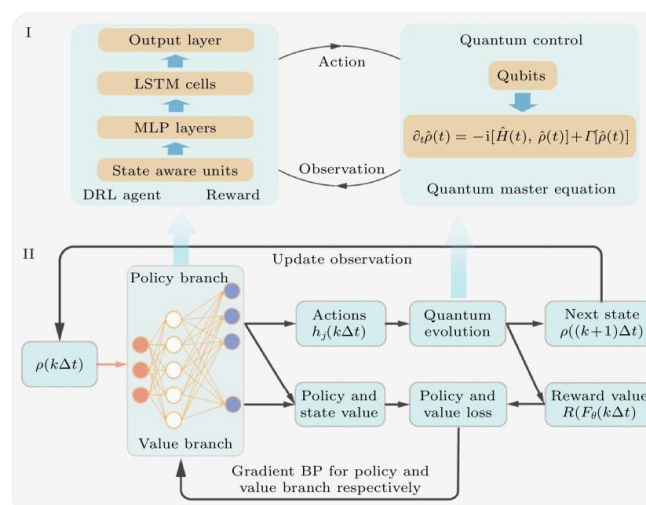 I
Output layer
LSTM cells
MLP layers
State aware units
DRL agent
Reward
Action
Observation
Quantum control
Qubits
∂ₜρ̂(t) = −i[Ĥ(t), ρ̂(t)]+Γ[ρ̂(t)]
Quantum master equation
II
Update observation
Policy branch
ρ(kΔt)
Value branch
Actions
hⱼ(kΔt)
Quantum
evolution
Next state
ρ((k+1)Δt)
Policy and
state value
Policy and
value loss
Reward value
R(F_θ(kΔt)
Gradient BP for policy and
value branch respectively